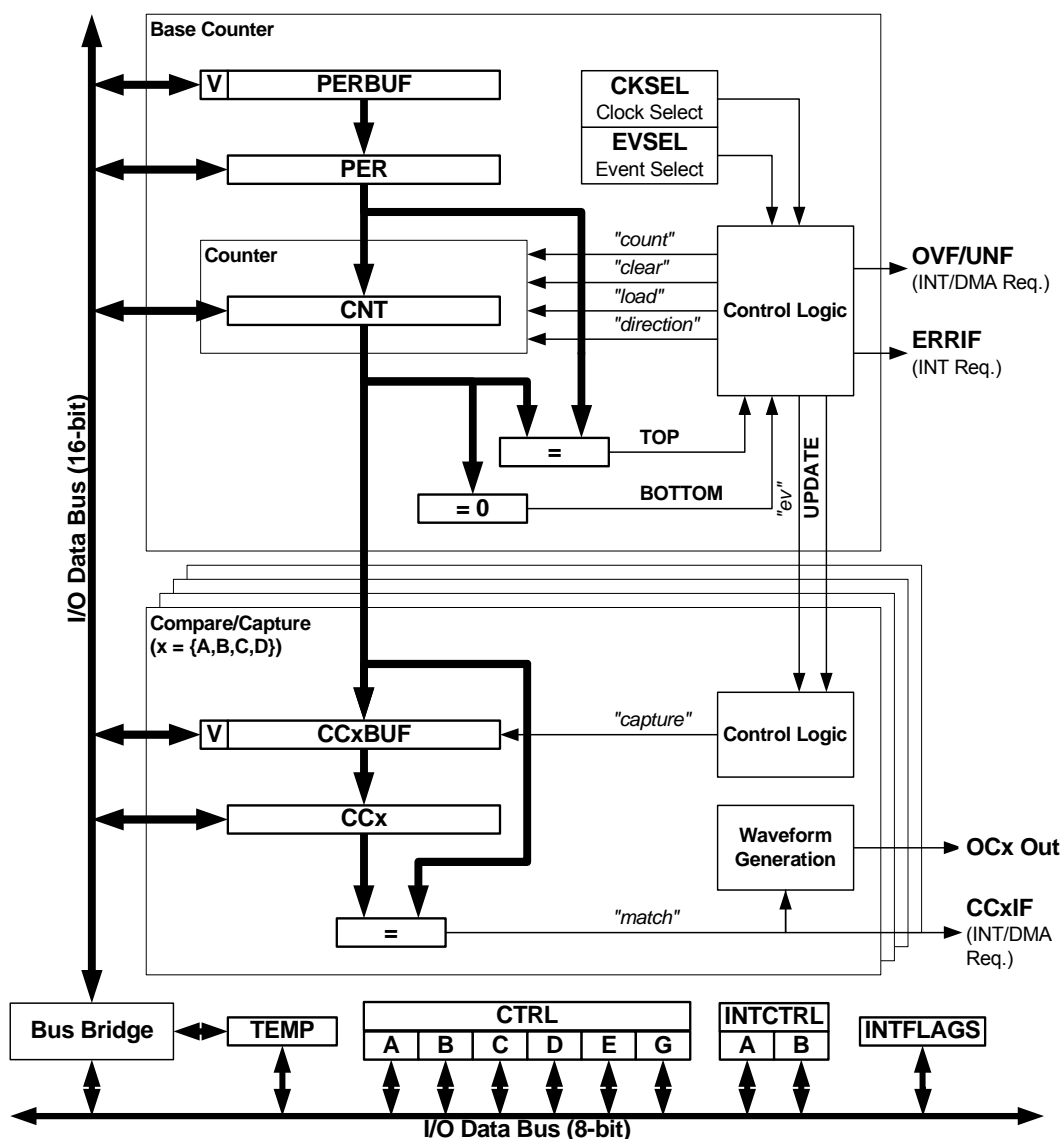 Base Counter
V PERBUF
CKSEL
Clock Select
EVSEL
Event Select
PER
"count"
"clear"
"load"
"direction"
Counter
CNT
Control Logic
OVF/UNF
(INT/DMA Req.)
ERRIF
(INT Req.)
= TOP
= 0 BOTTOM
"ev"
UPDATE
I/O Data Bus (16-bit)
Compare/Capture
(x = {A,B,C,D})
V CCxBUF
"capture"
Control Logic
CCx
Waveform
Generation
OCx Out
= "match"
CCxIF
(INT/DMA
Req.)
Bus Bridge
TEMP
CTRL
A B C D E G
INTCTRL
A B
INTFLAGS
I/O Data Bus (8-bit)